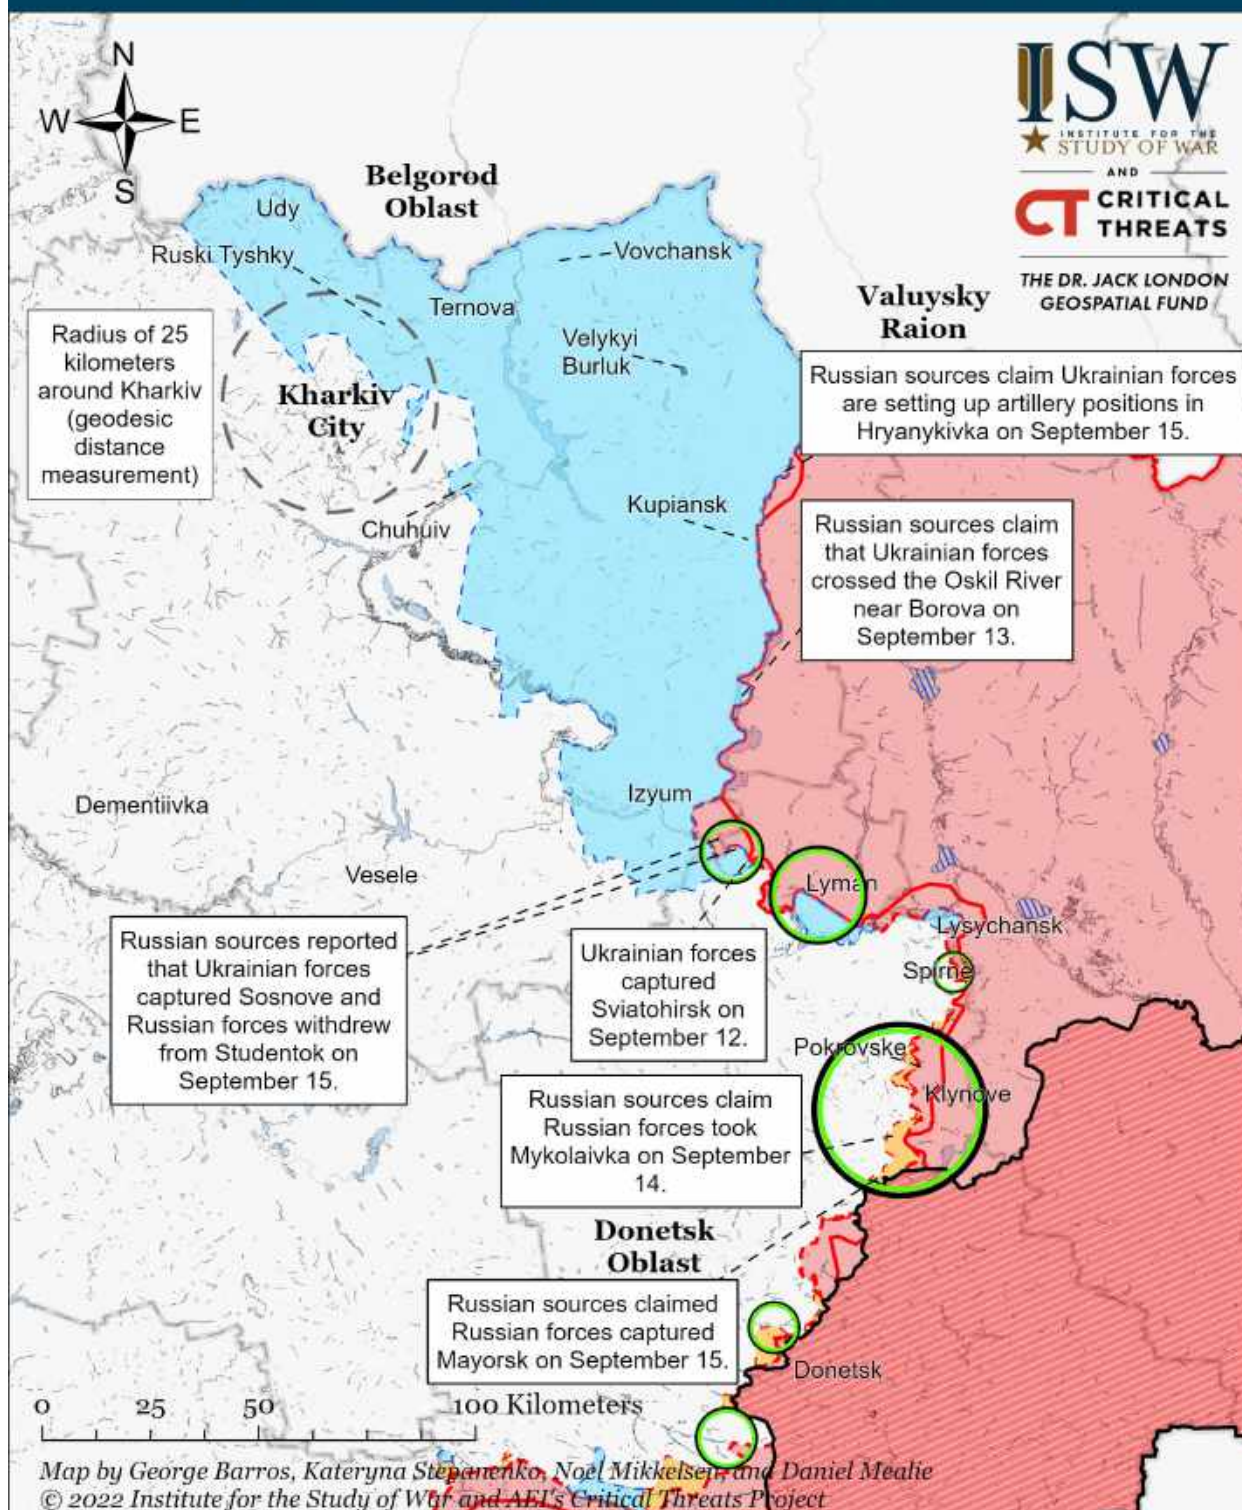 N
W
E
S
ISW
INSTITUTE FOR THE
STUDY OF WAR
AND
CT CRITICAL
THREATS
THE DR. JACK LONDON
GEOSPATIAL FUND
Belgorod
Oblast
Udy
Ruski Tyshky
Vovchansk
Ternova
Valuysky
Raion
Velykyi
Burluk
Radius of 25
kilometers
around Kharkiv
(geodesic
distance
measurement)
Kharkiv
City
Russian sources claim Ukrainian forces
are setting up artillery positions in
Hryanykivka on September 15.
Kupiansk
Chuhuiv
Russian sources claim
that Ukrainian forces
crossed the Oskil River
near Borova on
September 13.
Izyum
Dementiivka
Vesele
Lyman
Lysychansk
Spirne
Russian sources reported
that Ukrainian forces
captured Sosnove and
Russian forces withdrew
from Studentok on
September 15.
Ukrainian forces
captured
Sviatohirsk on
September 12.
Pokrovske
Klynove
Russian sources claim
Russian forces took
Mykolaivka on September
14.
Donetsk
Oblast
Russian sources claimed
Russian forces captured
Mayorsk on September 15.
Donetsk
0 25 50 100 Kilometers
Map by George Barros, Kateryna Stepanenko, Noel Mikkelsen, and Daniel Mealie
© 2022 Institute for the Study of War and AEI's Critical Threats Project